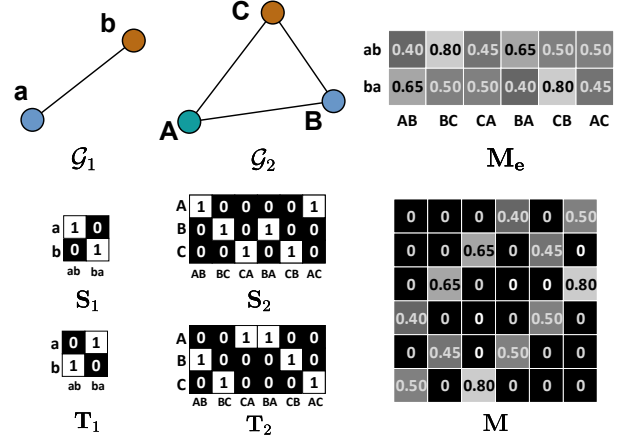 b
a
𝒢₁
C
A
B
𝒢₂
ab 0.40 0.80 0.45 0.65 0.50 0.50
ba 0.65 0.50 0.50 0.40 0.80 0.45
AB BC CA BA CB AC
Mₑ
a 1 0
b 0 1
ab ba
S₁
A 1 0 0 0 0 1
B 0 1 0 1 0 0
C 0 0 1 0 1 0
AB BC CA BA CB AC
S₂
a 0 1
b 1 0
ab ba
T₁
A 0 0 1 1 0 0
B 1 0 0 0 1 0
C 0 1 0 0 0 1
AB BC CA BA CB AC
T₂
0 0 0 0.40 0 0.50
0 0 0.65 0 0.45 0
0 0.65 0 0 0 0.80
0.40 0 0 0 0.50 0
0 0.45 0 0.50 0 0
0.50 0 0.80 0 0 0
M